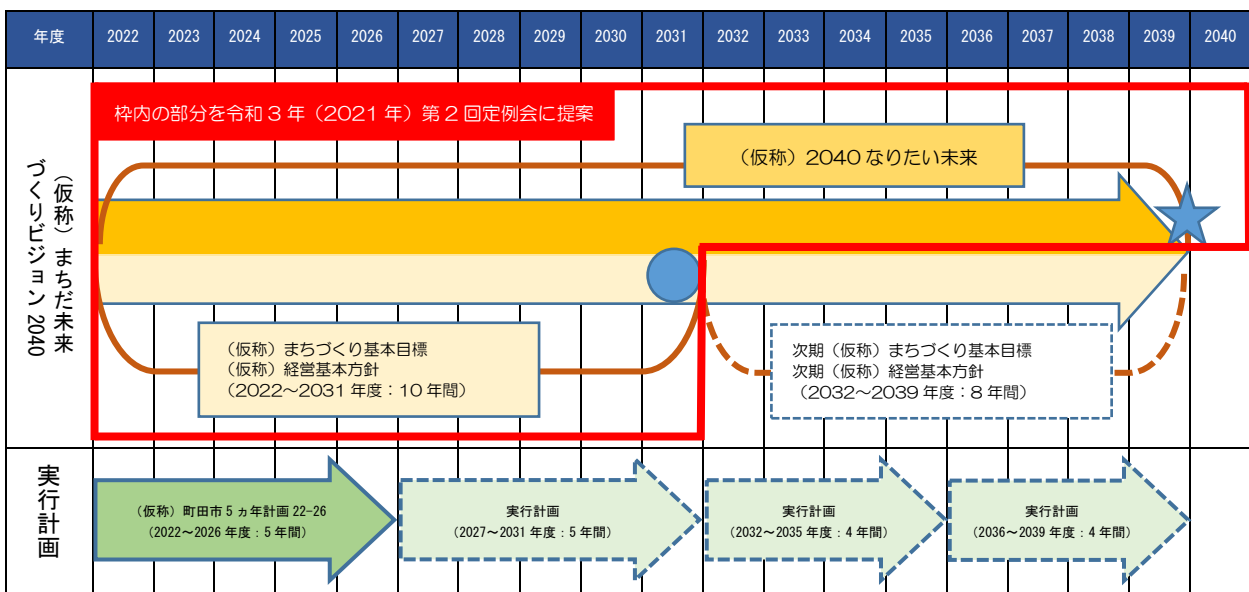 年度 2022 2023 2024 2025 2026 2027 2028 2029 2030 2031 2032 2033 2034 2035 2036 2037 2038 2039 2040
（仮称）まちだ未来
づくりビジョン 2040
枠内の部分を令和３年（2021 年）第２回定例会に提案
（仮称）2040 なりたい未来
（仮称）まちづくり基本目標
（仮称）経営基本方針
（2022～2031 年度：10 年間）
次期（仮称）まちづくり基本目標
次期（仮称）経営基本方針
（2032～2039 年度：8 年間）
実行計画
（仮称）町田市 5 ヵ年計画 22-26
（2022～2026 年度：5 年間）
実行計画
（2027～2031 年度：5 年間）
実行計画
（2032～2035 年度：4 年間）
実行計画
（2036～2039 年度：4 年間）